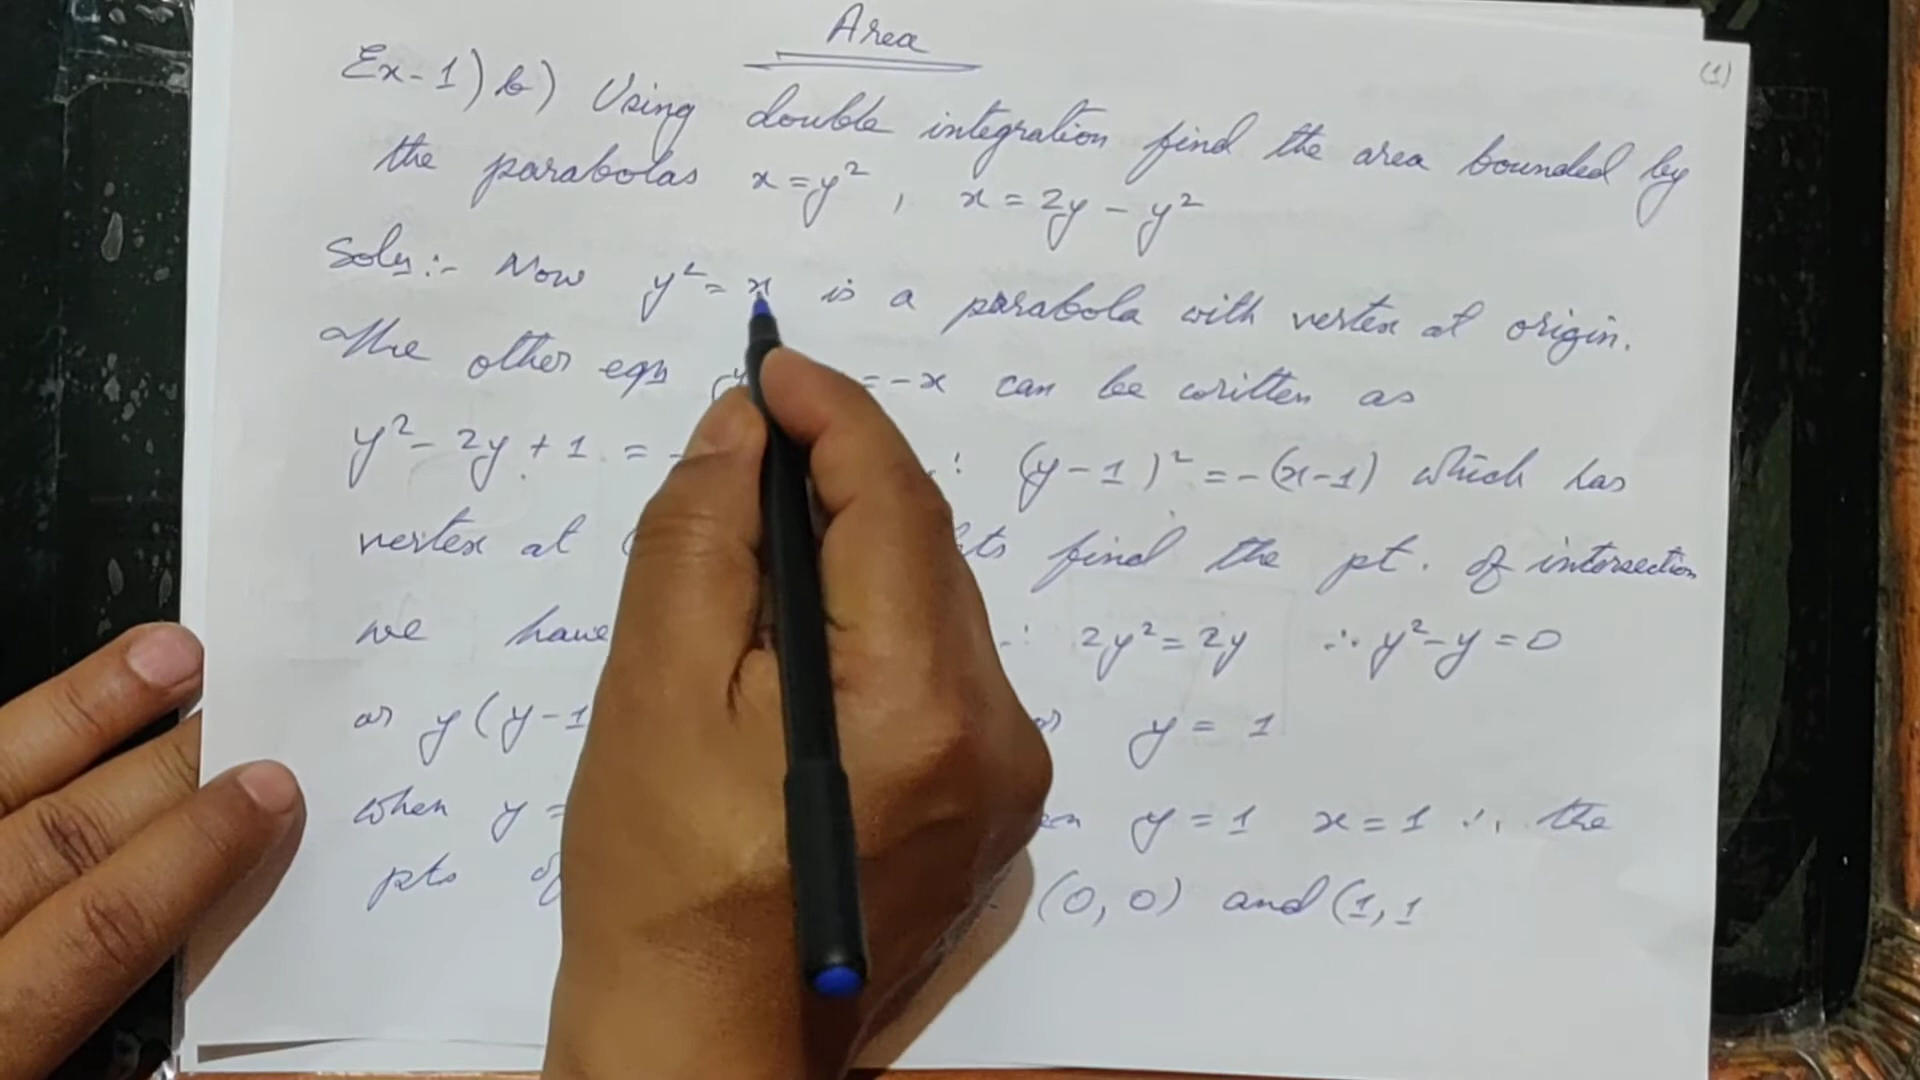 (1)
Area
Ex-1) b) Using double integration find the area bounded by
the parabolas x = y² , x = 2y - y²
Soln:- Now y² = x is a parabola with vertex at origin.
The other eqn = -x can be written as
y² - 2y + 1 = - ∴ (y-1)² = -(x-1) which has
vertex at find the pt. of intersection
we have ∴ 2y² = 2y ∴ y² - y = 0
or y(y-1 or y = 1
when y = y = 1 x = 1 ∴ the
pts (0, 0) and (1, 1